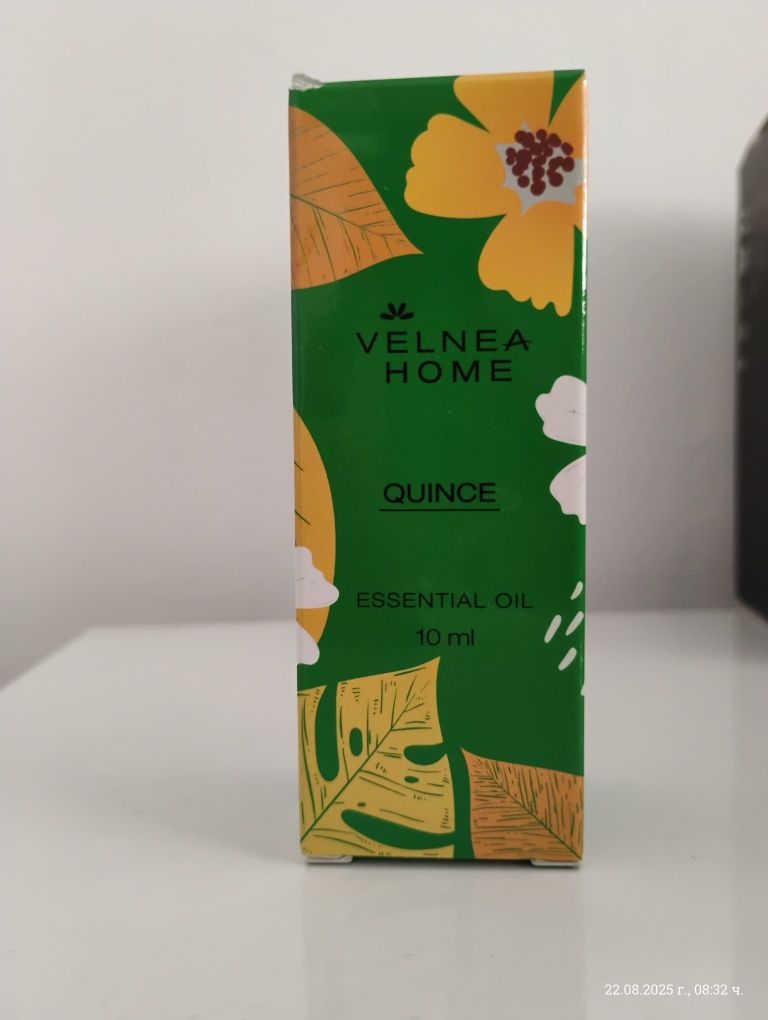 VELNEA
HOME
QUINCE
ESSENTIAL OIL
10 ml
22.08.2025 г., 08:32 ч.